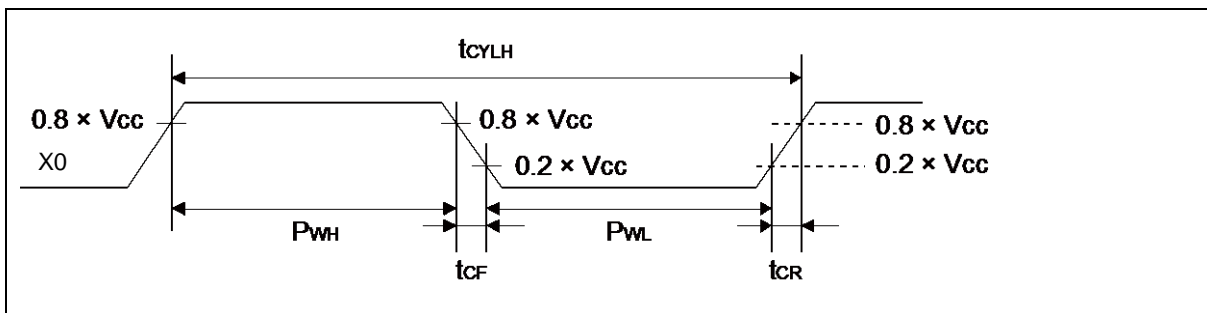 tCYLH
0.8 × Vcc
0.8 × Vcc
0.8 × Vcc
X0
0.2 × Vcc
0.2 × Vcc
PWH
PWL
tCF
tCR